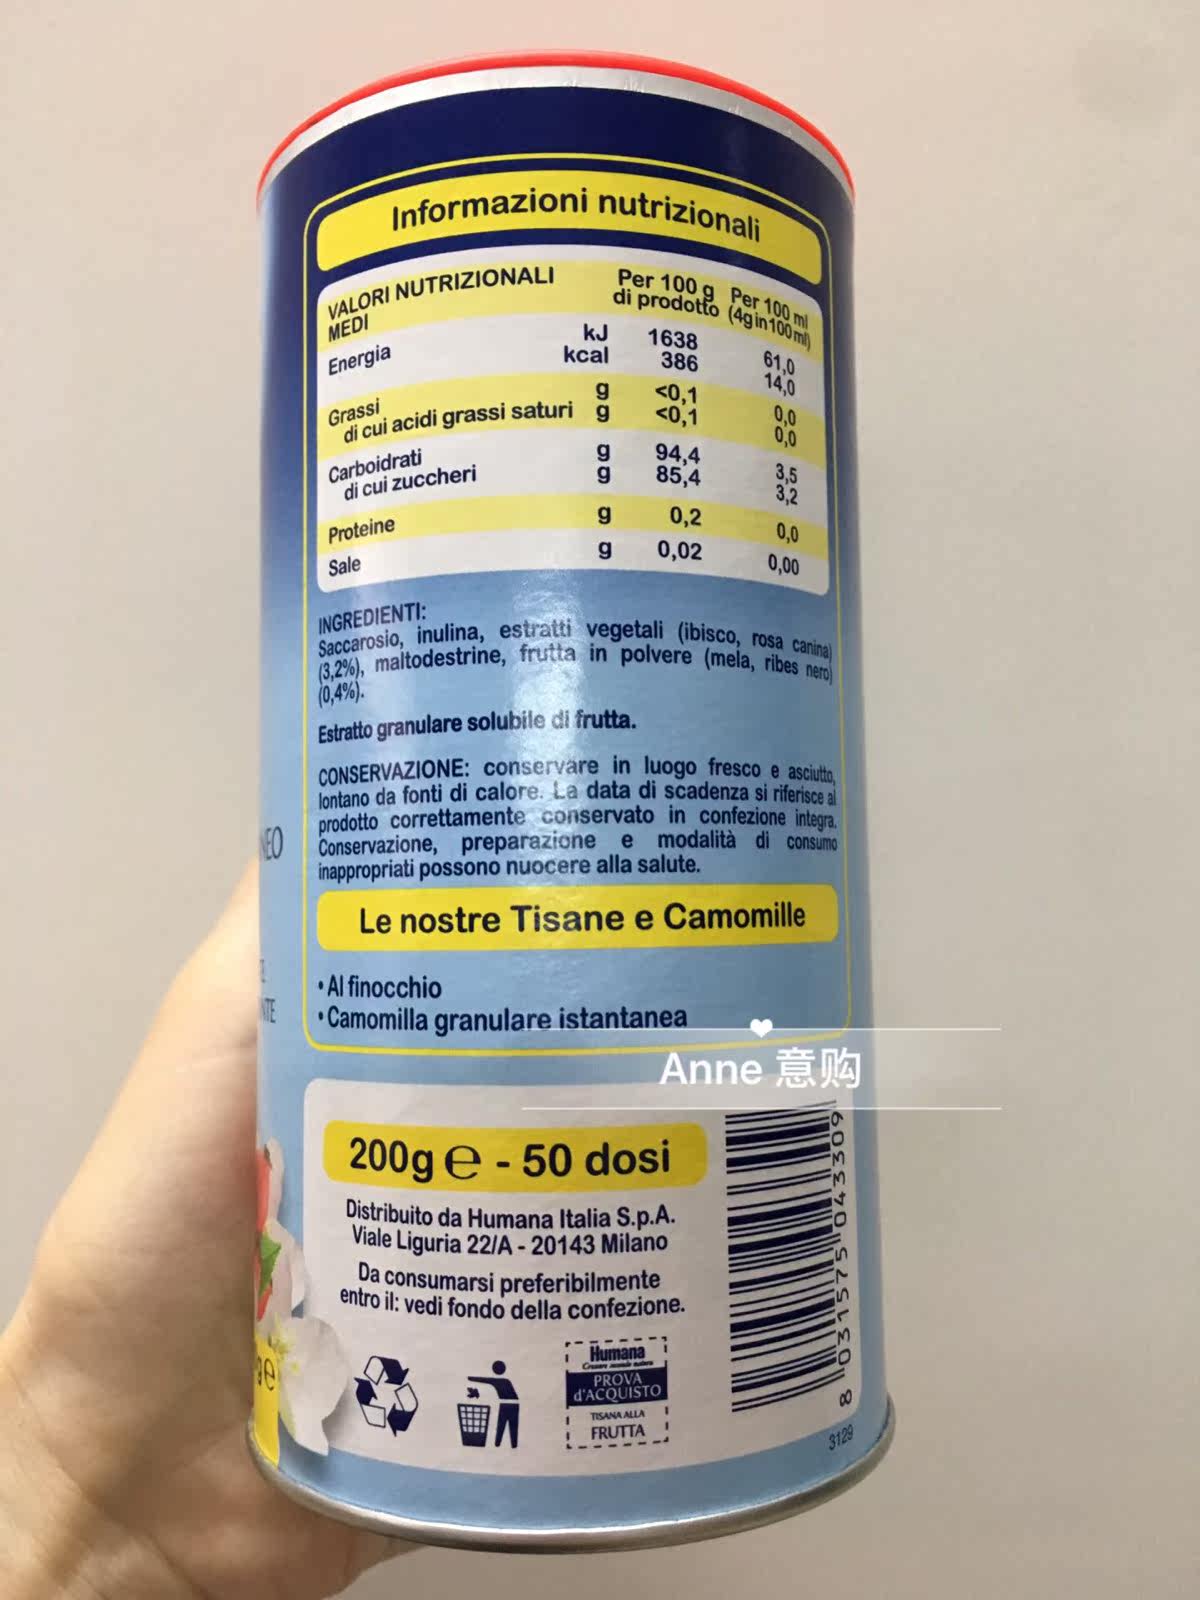 Informazioni nutrizionali
VALORI NUTRIZIONALI MEDI
Per 100 g di prodotto
Per 100 ml (4g in 100 ml)
Energia kJ 1638 61,0
kcal 386 14,0
Grassi g <0,1 0,0
di cui acidi grassi saturi g <0,1 0,0
Carboidrati g 94,4 3,5
di cui zuccheri g 85,4 3,2
Proteine g 0,2 0,0
Sale g 0,02 0,00
INGREDIENTI:
Saccarosio, inulina, estratti vegetali (ibisco, rosa canina)
(3,2%), maltodestrine, frutta in polvere (mela, ribes nero)
(0,4%).
Estratto granulare solubile di frutta.
CONSERVAZIONE: conservare in luogo fresco e asciutto,
lontano da fonti di calore. La data di scadenza si riferisce al
prodotto correttamente conservato in confezione integra.
Conservazione, preparazione e modalità di consumo
inappropriati possono nuocere alla salute.
Le nostre Tisane e Camomille
• Al finocchio
• Camomilla granulare istantanea
Anne 意购
200g e - 50 dosi
Distribuito da Humana Italia S.p.A.
Viale Liguria 22/A - 20143 Milano
Da consumarsi preferibilmente
entro il: vedi fondo della confezione.
Humana
PROVA
d'ACQUISTO
TISANA ALLA
FRUTTA
8 031575 043309
3129
NEO
NTE
ge